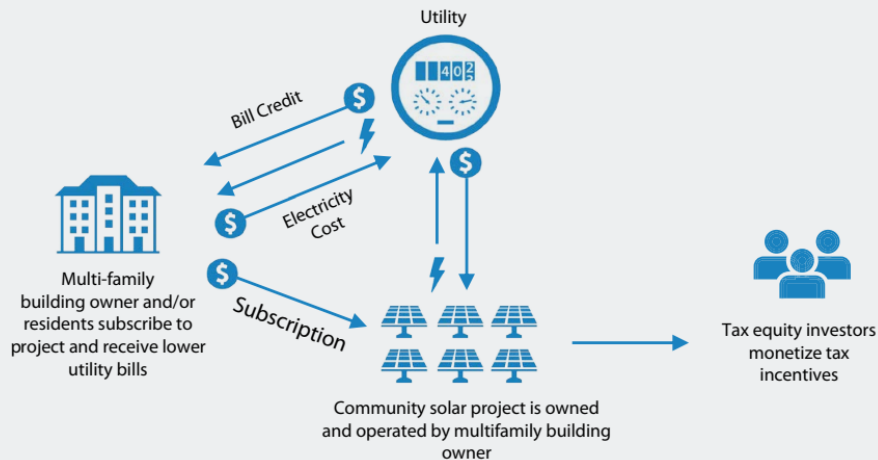 Utility
402
Bill Credit
$
$
Electricity
Cost
$
$
Subscription
Multi-family
building owner and/or
residents subscribe to
project and receive lower
utility bills
Community solar project is owned
and operated by multifamily building
owner
Tax equity investors
monetize tax
incentives